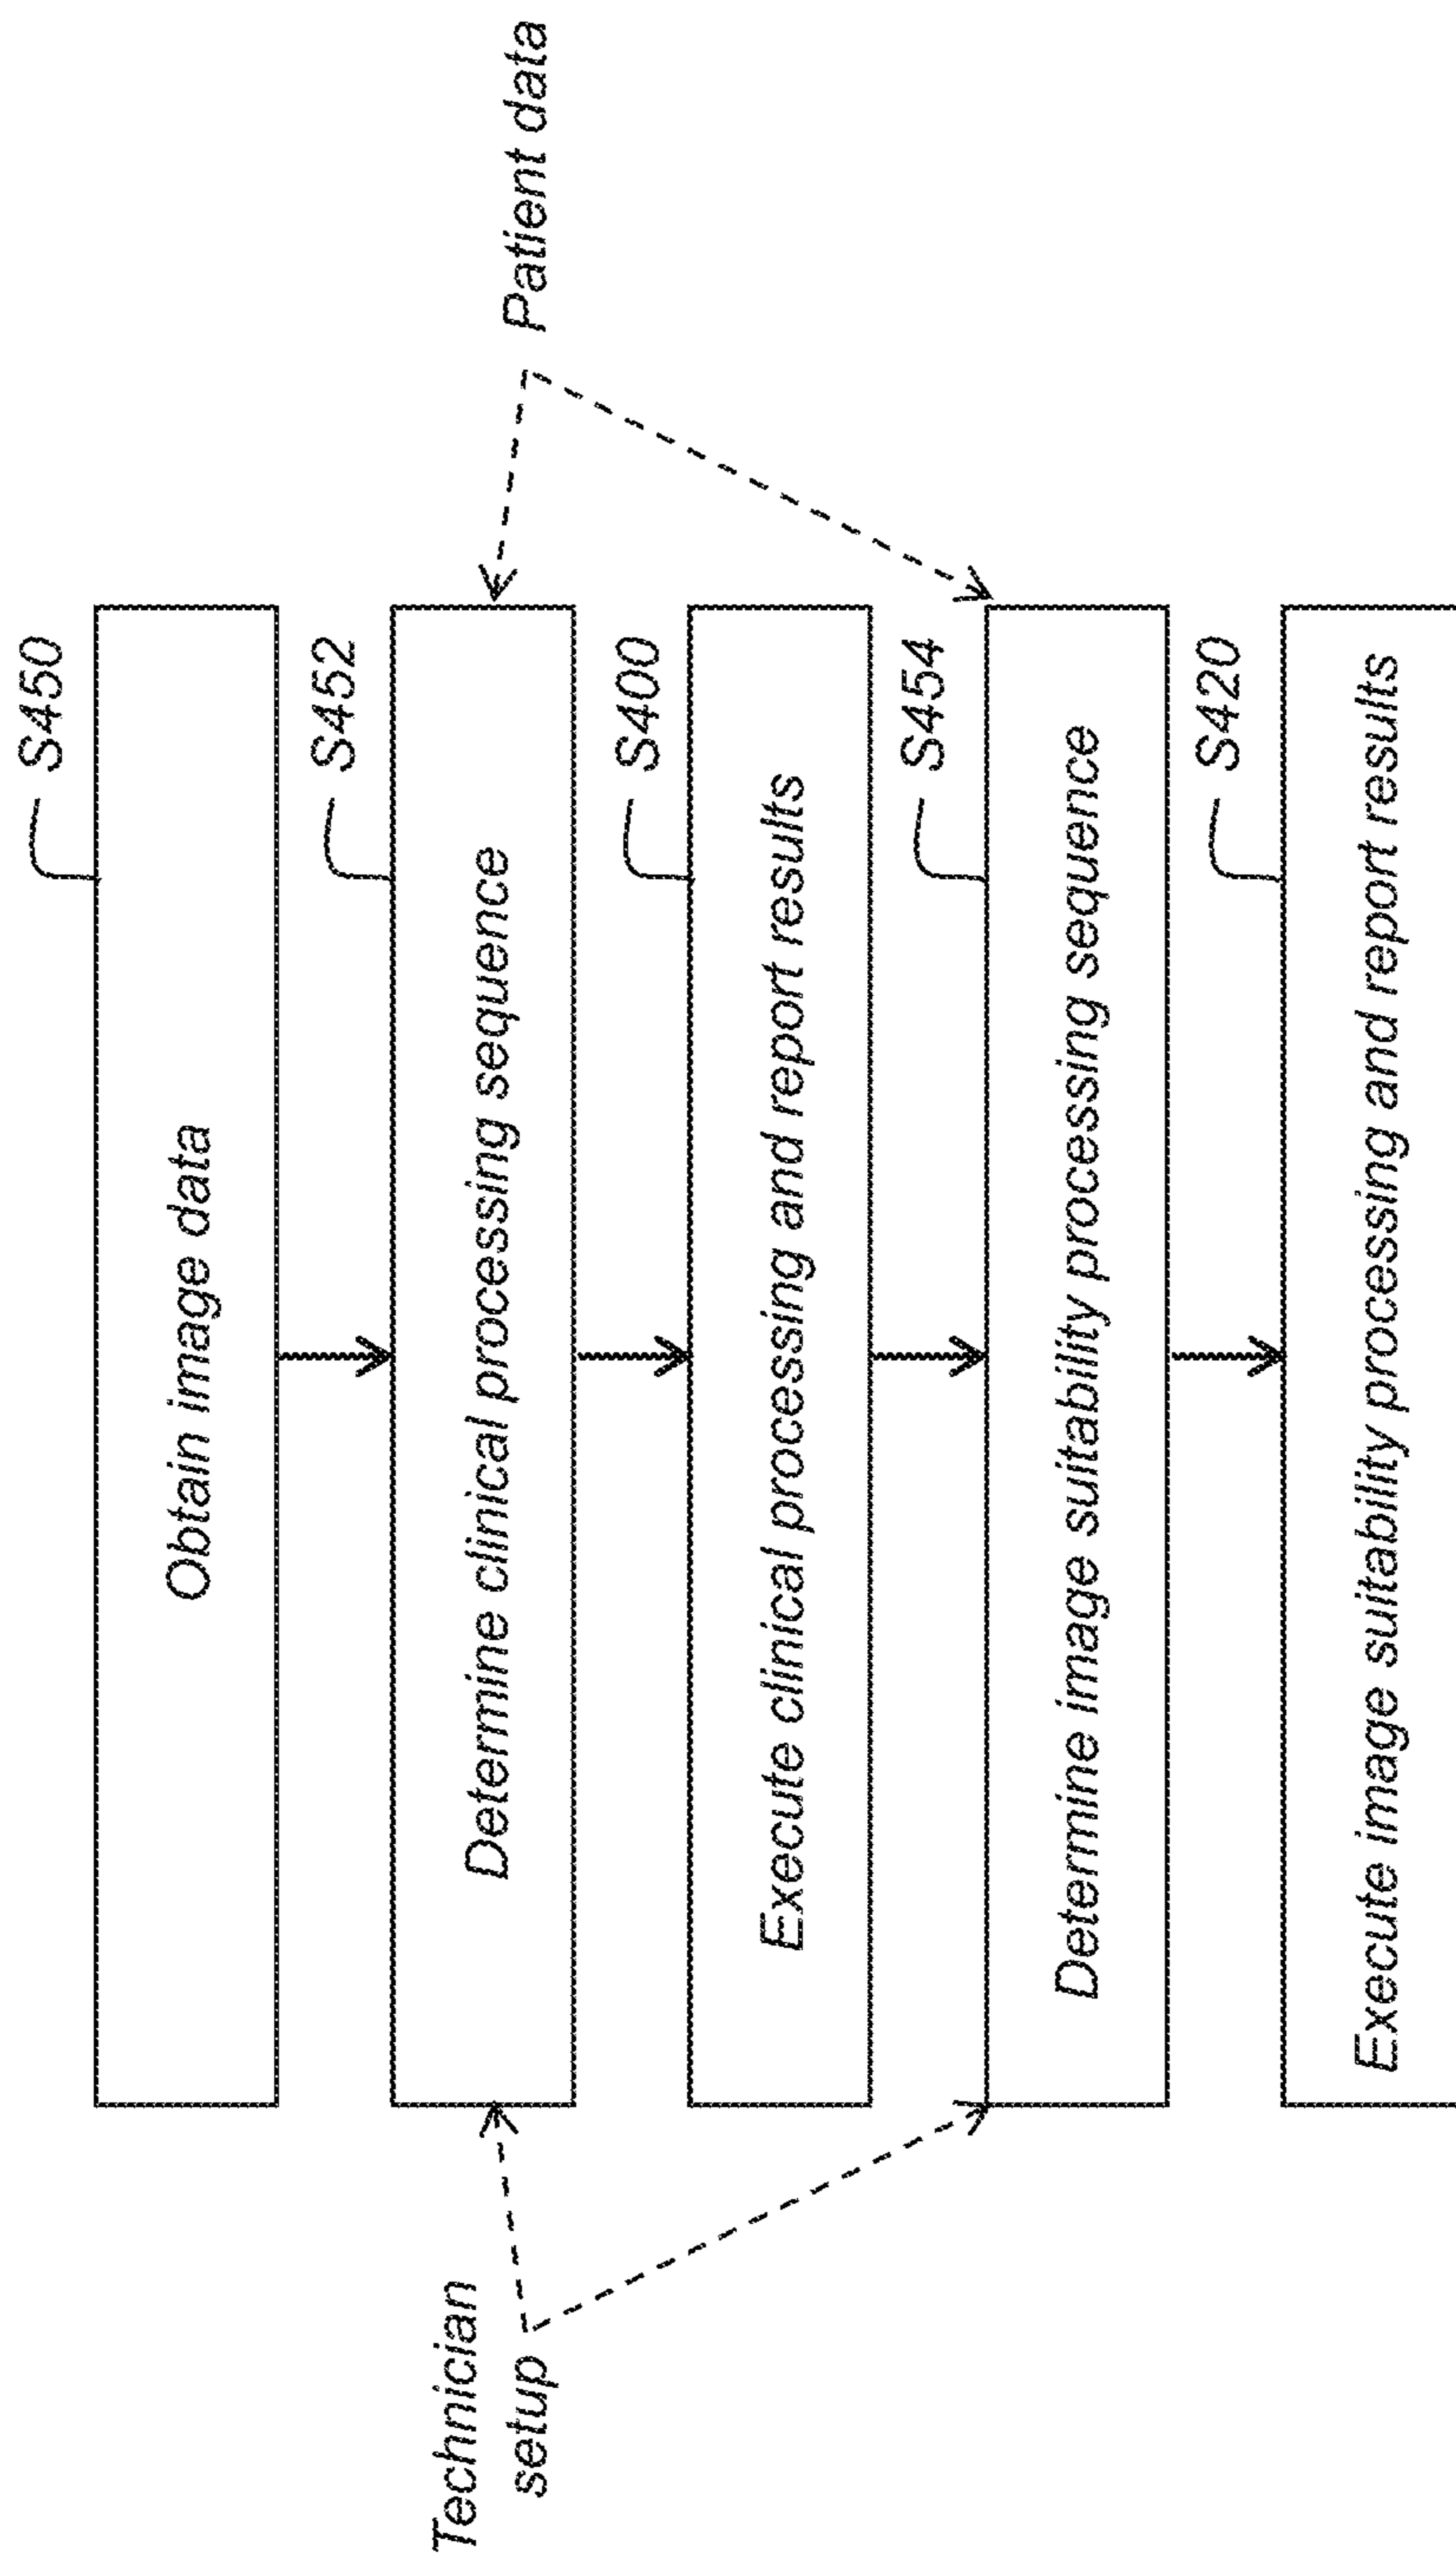 S450
Obtain image data
S452
Technician
setup
Determine clinical processing sequence
Patient data
S400
Execute clinical processing and report results
S454
Determine image suitability processing sequence
S420
Execute image suitability processing and report results